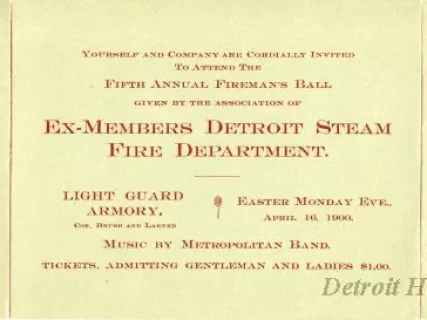 Yourself and Company are Cordially Invited
To Attend The
Fifth Annual Fireman's Ball
given by the association of
Ex-Members Detroit Steam
Fire Department.
LIGHT GUARD
ARMORY,
Cor. Brush and Larned
Easter Monday Eve.,
April 16, 1900.
Music by Metropolitan Band.
TICKETS, ADMITTING GENTLEMAN AND LADIES $1.00.
Detroit H